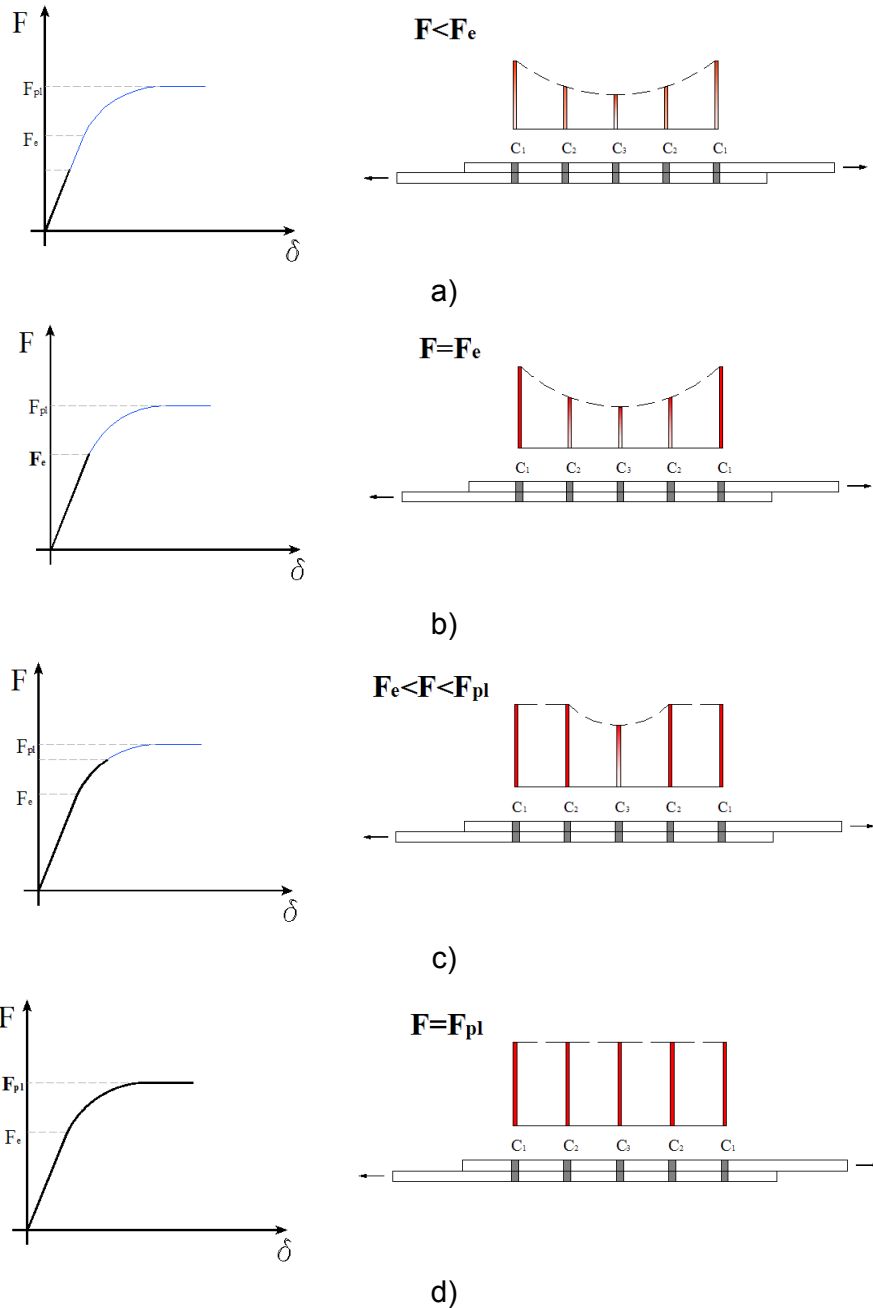 F
F<Fe
Fpl
Fe
C1 C2 C3 C2 C1
δ
a)
F
F=Fe
Fpl
Fe
C1 C2 C3 C2 C1
δ
b)
F
Fe<F<Fpl
Fpl
Fe
C1 C2 C3 C2 C1
δ
c)
F
F=Fpl
Fpl
Fe
C1 C2 C3 C2 C1
δ
d)